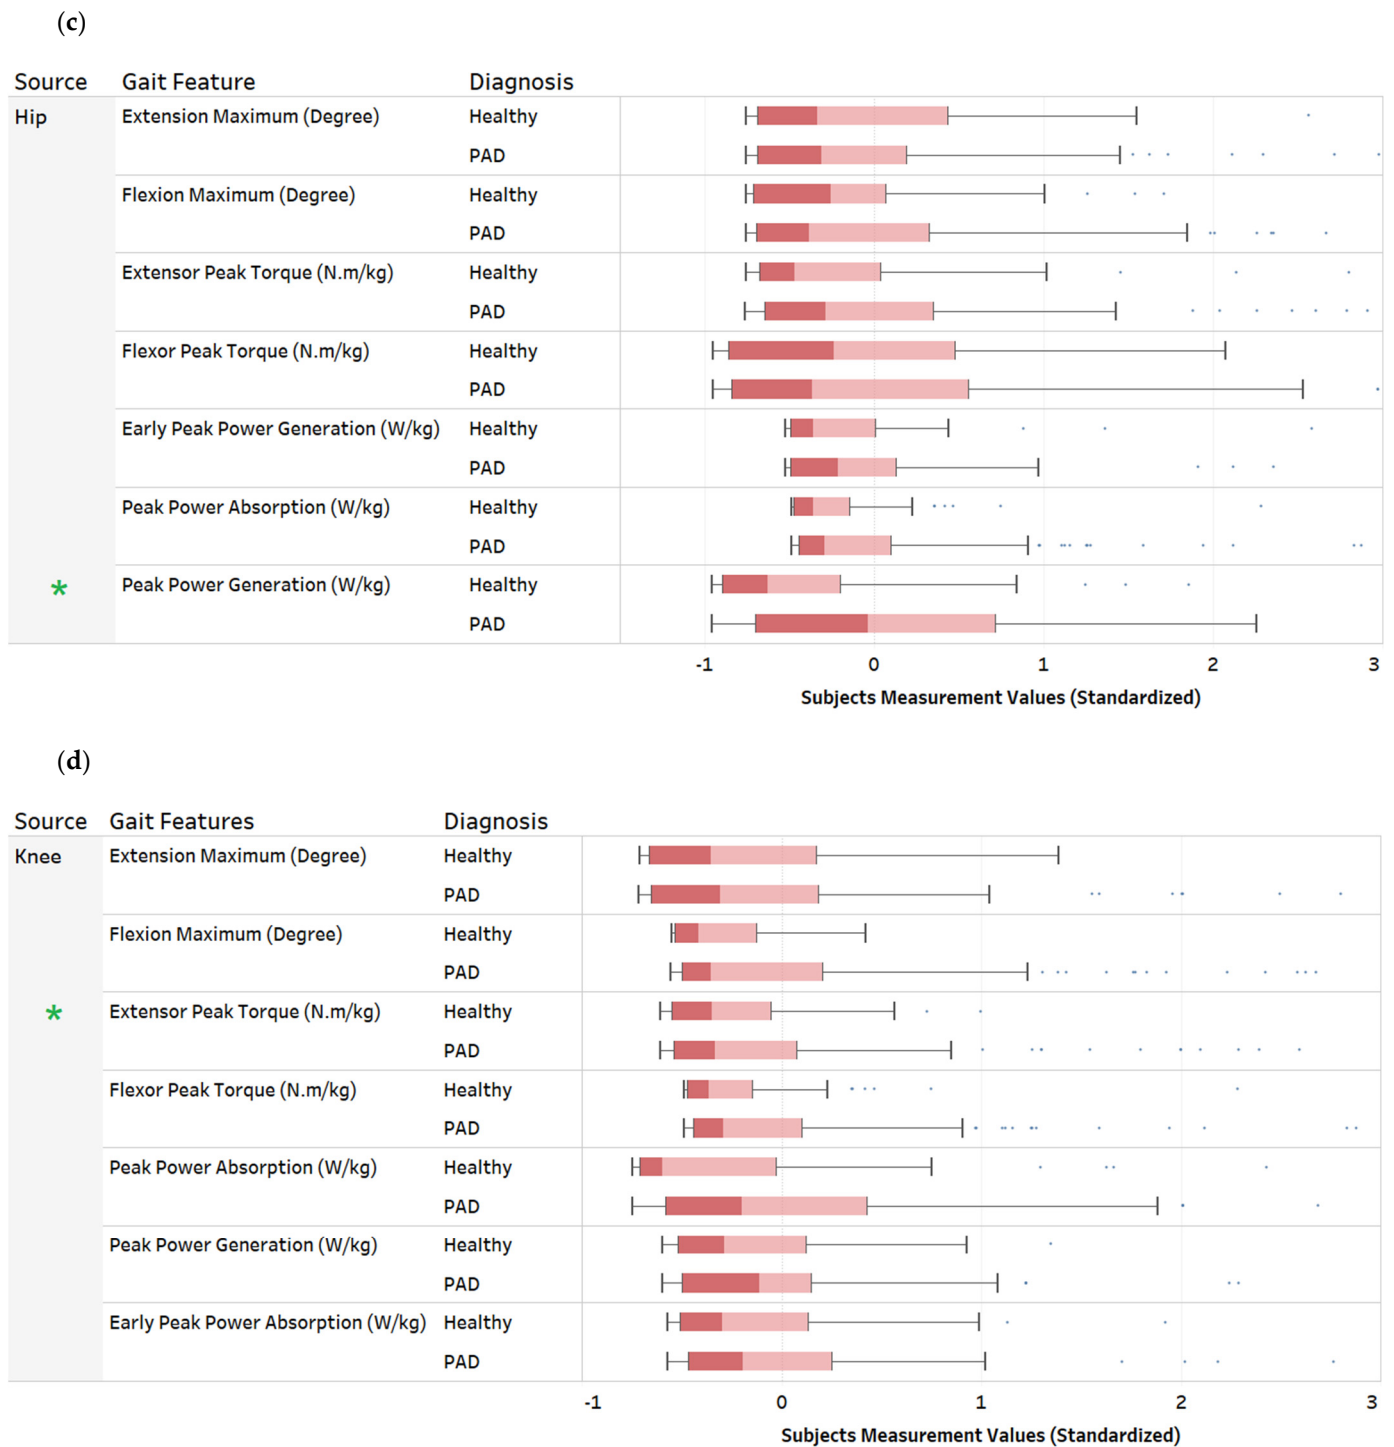 (c)
Source Gait Feature Diagnosis
Hip Extension Maximum (Degree) Healthy
PAD
Flexion Maximum (Degree) Healthy
PAD
Extensor Peak Torque (N.m/kg) Healthy
PAD
Flexor Peak Torque (N.m/kg) Healthy
PAD
Early Peak Power Generation (W/kg) Healthy
PAD
Peak Power Absorption (W/kg) Healthy
PAD
* Peak Power Generation (W/kg) Healthy
PAD
-1 0 1 2 3
Subjects Measurement Values (Standardized)
(d)
Source Gait Features Diagnosis
Knee Extension Maximum (Degree) Healthy
PAD
Flexion Maximum (Degree) Healthy
PAD
* Extensor Peak Torque (N.m/kg) Healthy
PAD
Flexor Peak Torque (N.m/kg) Healthy
PAD
Peak Power Absorption (W/kg) Healthy
PAD
Peak Power Generation (W/kg) Healthy
PAD
Early Peak Power Absorption (W/kg) Healthy
PAD
-1 0 1 2 3
Subjects Measurement Values (Standardized)